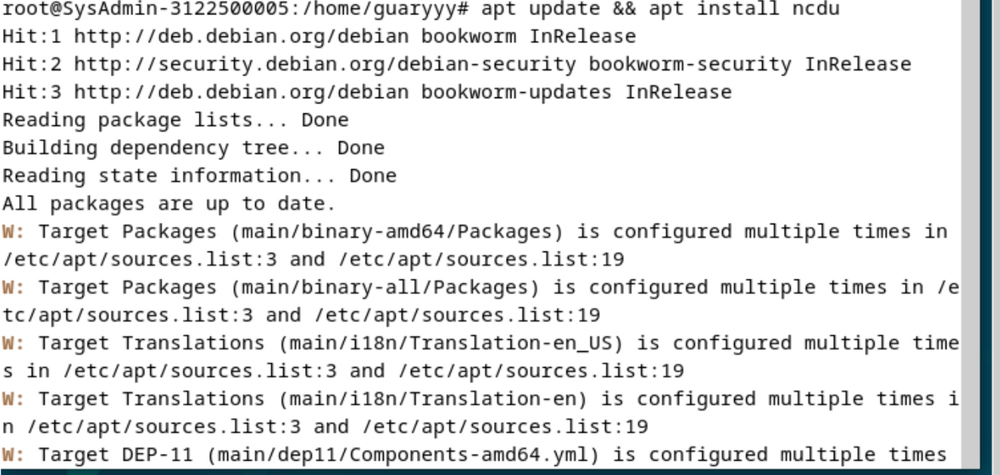 root@SysAdmin-3122500005:/home/guaryyy# apt update && apt install ncdu
Hit:1 http://deb.debian.org/debian bookworm InRelease
Hit:2 http://security.debian.org/debian-security bookworm-security InRelease
Hit:3 http://deb.debian.org/debian bookworm-updates InRelease
Reading package lists... Done
Building dependency tree... Done
Reading state information... Done
All packages are up to date.
W: Target Packages (main/binary-amd64/Packages) is configured multiple times in
/etc/apt/sources.list:3 and /etc/apt/sources.list:19
W: Target Packages (main/binary-all/Packages) is configured multiple times in /e
tc/apt/sources.list:3 and /etc/apt/sources.list:19
W: Target Translations (main/i18n/Translation-en_US) is configured multiple time
s in /etc/apt/sources.list:3 and /etc/apt/sources.list:19
W: Target Translations (main/i18n/Translation-en) is configured multiple times i
n /etc/apt/sources.list:3 and /etc/apt/sources.list:19
W: Target DEP-11 (main/dep11/Components-amd64.yml) is configured multiple times